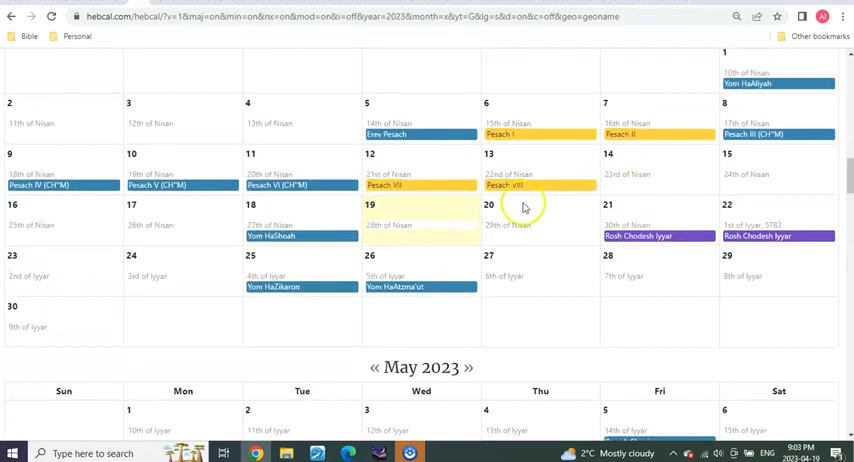 hebcal.com/hebcal/?v=1&maj=on&min=on&nx=on&mod=on&i=off&year=2023&month=x&yt=G&lg=s&d=on&c=off&geo=geoname
AI
Bible
Personal
Other bookmarks
1
10th of Nisan
Yom HaAliyah
2 3 4 5 6 7 8
11th of Nisan 12th of Nisan 13th of Nisan 14th of Nisan 15th of Nisan 16th of Nisan 17th of Nisan
Erev Pesach Pesach I Pesach II Pesach III (CH"M)
9 10 11 12 13 14 15
18th of Nisan 19th of Nisan 20th of Nisan 21st of Nisan 22nd of Nisan 23rd of Nisan 24th of Nisan
Pesach IV (CH"M) Pesach V (CH"M) Pesach VI (CH"M) Pesach VII Pesach VIII
16 17 18 19 20 21 22
25th of Nisan 26th of Nisan 27th of Nisan 28th of Nisan 29th of Nisan 30th of Nisan 1st of Iyyar, 5783
Yom HaShoah Rosh Chodesh Iyyar Rosh Chodesh Iyyar
23 24 25 26 27 28 29
2nd of Iyyar 3rd of Iyyar 4th of Iyyar 5th of Iyyar 6th of Iyyar 7th of Iyyar 8th of Iyyar
Yom HaZikaron Yom HaAtzma'ut
30
9th of Iyyar
« May 2023 »
Sun Mon Tue Wed Thu Fri Sat
1 2 3 4 5 6
10th of Iyyar 11th of Iyyar 12th of Iyyar 13th of Iyyar 14th of Iyyar 15th of Iyyar
Type here to search
2°C Mostly cloudy
ENG
9:03 PM
2023-04-19